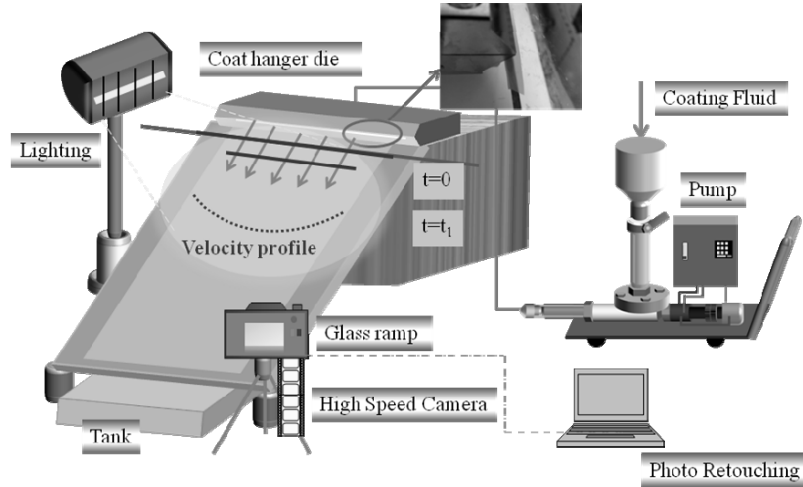 Coat hanger die
Lighting
Coating Fluid
Pump
t=0
t=t₁
Velocity profile
Glass ramp
High Speed Camera
Tank
Photo Retouching